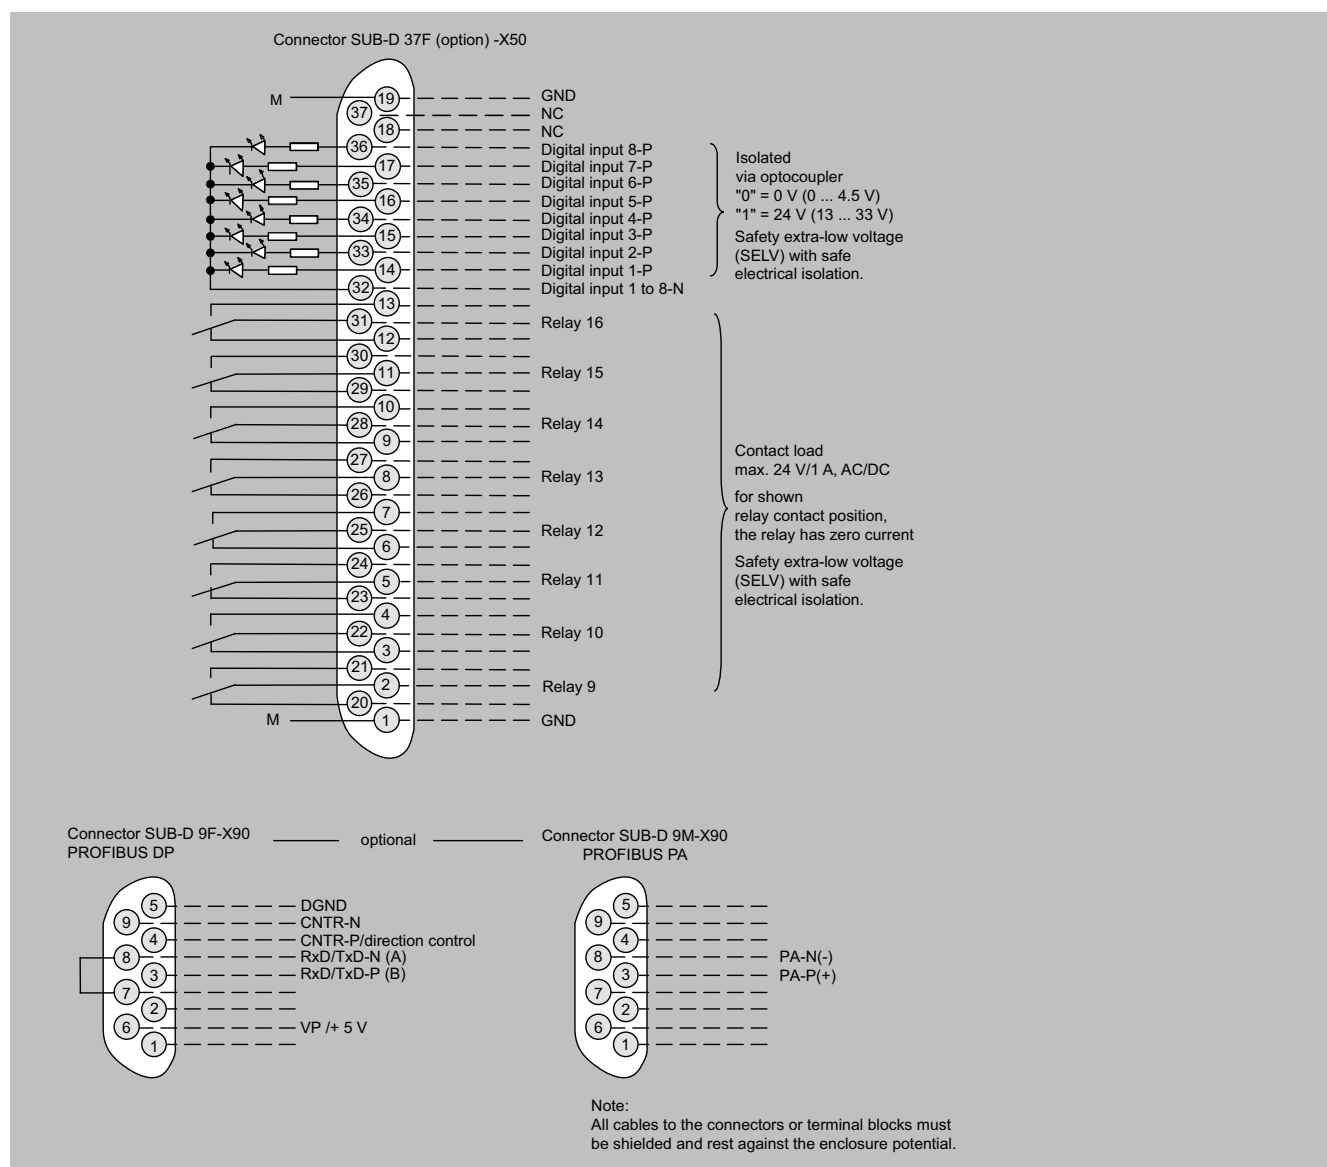 Connector SUB-D 37F (option) -X50
M 19 GND
37 NC
18 NC
36 Digital input 8-P
17 Digital input 7-P
35 Digital input 6-P
16 Digital input 5-P
34 Digital input 4-P
15 Digital input 3-P
33 Digital input 2-P
14 Digital input 1-P
32 Digital input 1 to 8-N
Isolated
via optocoupler
"0" = 0 V (0 ... 4.5 V)
"1" = 24 V (13 ... 33 V)
Safety extra-low voltage
(SELV) with safe
electrical isolation.
13
31 Relay 16
12
30
11 Relay 15
29
10
28 Relay 14
9
27
8 Relay 13
26
7
25 Relay 12
6
24
5 Relay 11
23
4
22 Relay 10
3
21
2 Relay 9
20
M 1 GND
Contact load
max. 24 V/1 A, AC/DC
for shown
relay contact position,
the relay has zero current
Safety extra-low voltage
(SELV) with safe
electrical isolation.
Connector SUB-D 9F-X90
PROFIBUS DP
optional
Connector SUB-D 9M-X90
PROFIBUS PA
5 DGND
9 CNTR-N
4 CNTR-P/direction control
8 RxD/TxD-N (A)
3 RxD/TxD-P (B)
7
2
6 VP /+ 5 V
1
5
9
4
8 PA-N(-)
3 PA-P(+)
7
2
6
1
Note:
All cables to the connectors or terminal blocks must
be shielded and rest against the enclosure potential.